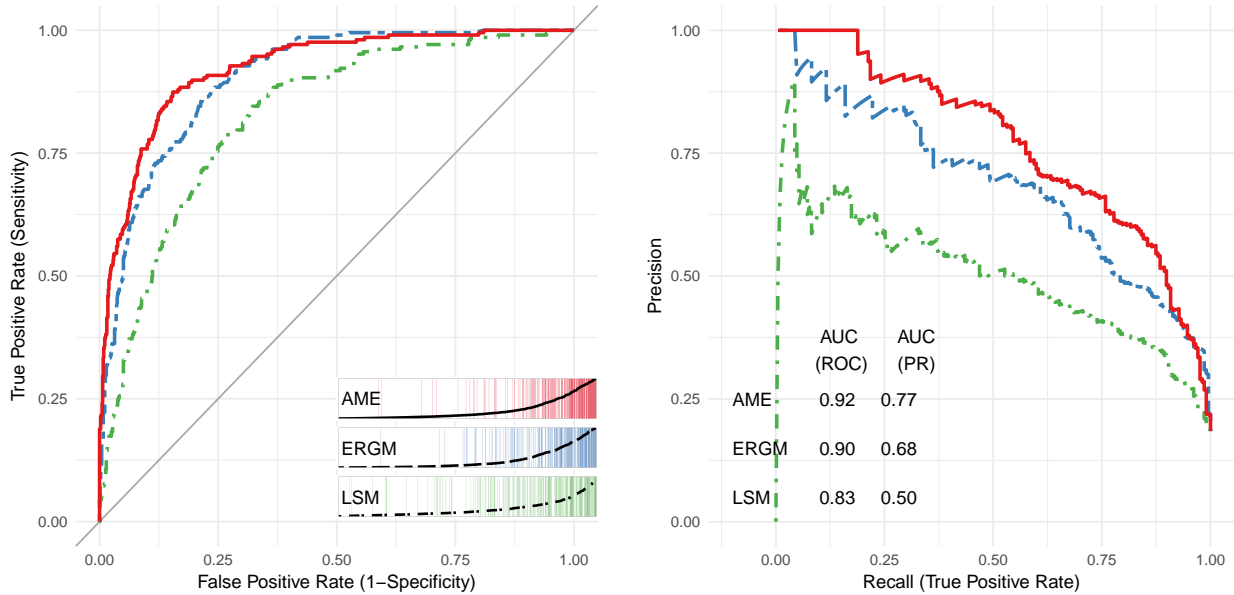 1.00
0.75
0.50
0.25
0.00
True Positive Rate (Sensitivity)
AME
ERGM
LSM
0.00 0.25 0.50 0.75 1.00
False Positive Rate (1−Specificity)
1.00
0.75
0.50
0.25
0.00
Precision
AUC AUC
(ROC) (PR)
AME 0.92 0.77
ERGM 0.90 0.68
LSM 0.83 0.50
0.00 0.25 0.50 0.75 1.00
Recall (True Positive Rate)